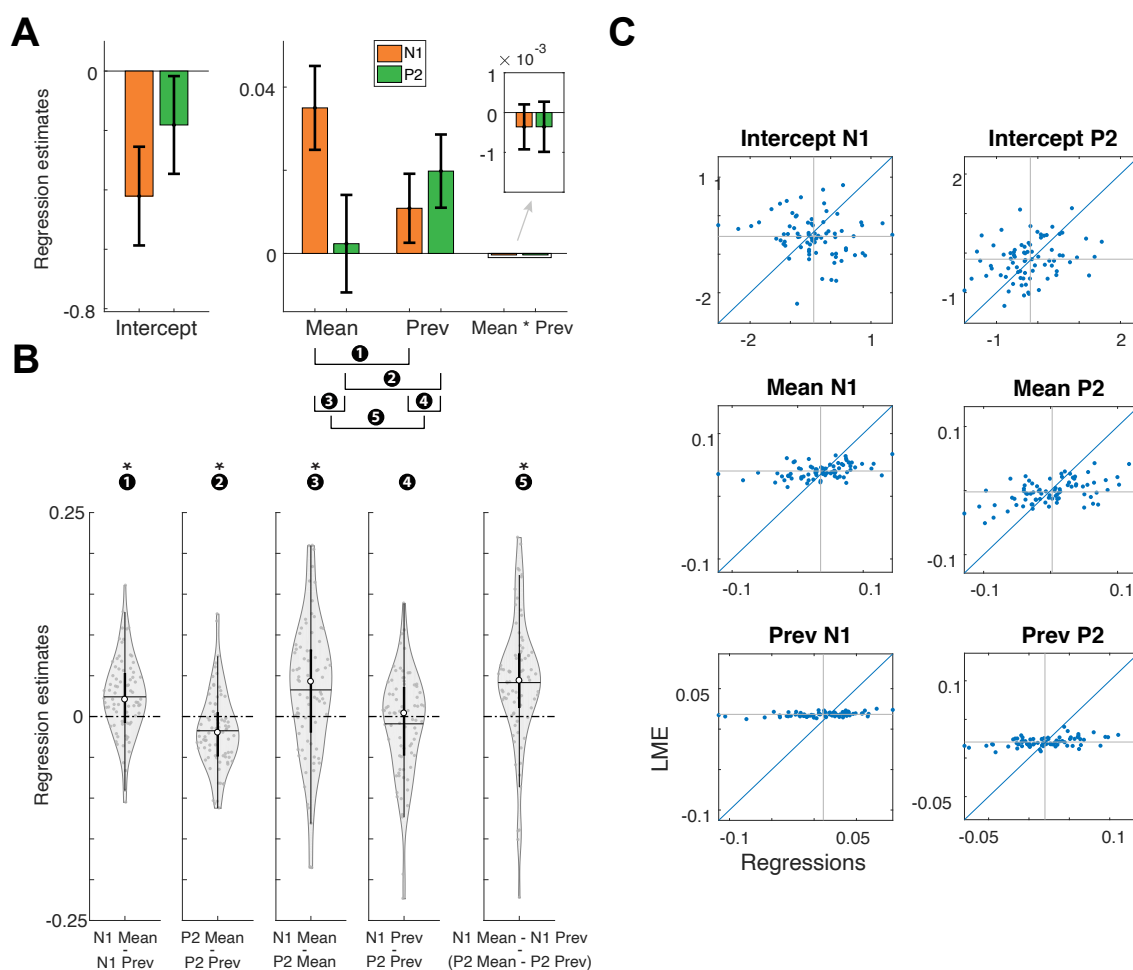 A
Regression estimates
0
-0.8
Intercept
0.04
0
N1
P2
× 10^-3
1
0
-1
Mean
Prev
Mean * Prev
1
2
3
4
5
B
*
*
*
*
1
2
3
4
5
Regression estimates
0.25
0
-0.25
N1 Mean
-
N1 Prev
P2 Mean
-
P2 Prev
N1 Mean
-
P2 Mean
N1 Prev
-
P2 Prev
N1 Mean - N1 Prev
-
(P2 Mean - P2 Prev)
C
Intercept N1
1
-2
-2
1
Intercept P2
2
-1
-1
2
Mean N1
0.1
-0.1
-0.1
0.1
Mean P2
0.1
-0.1
-0.1
0.1
Prev N1
0.05
-0.1
-0.1
0.05
LME
Regressions
Prev P2
0.1
-0.05
-0.05
0.1